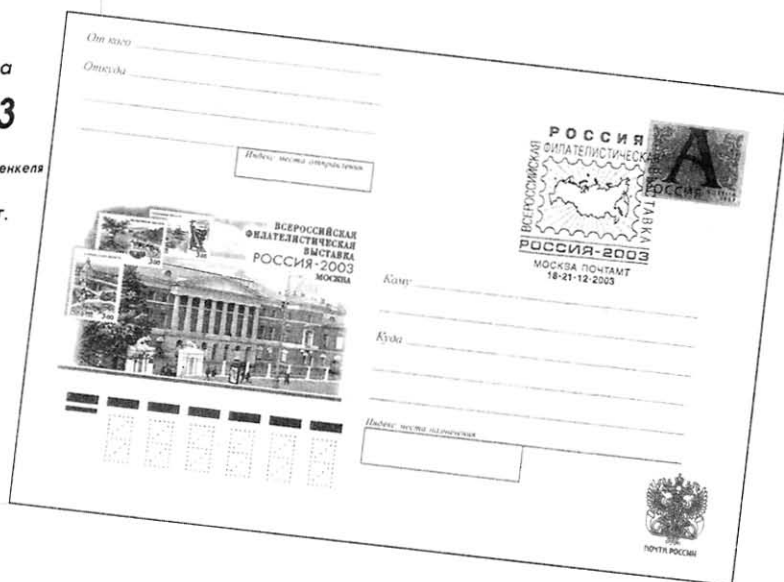 а
3
енкеля
г.
От кого
Откуда
Индекс места отправления
ВСЕРОССИЙСКАЯ
ФИЛАТЕЛИСТИЧЕСКАЯ
ВЫСТАВКА
РОССИЯ-2003
МОСКВА
РОССИЯ
ВСЕРОССИЙСКАЯ
ФИЛАТЕЛИСТИЧЕСКАЯ
ВЫСТАВКА
РОССИЯ-2003
МОСКВА ПОЧТАМТ
18-21-12-2003
А
РОССИЯ
Кому
Куда
Индекс места назначения
ПОЧТА РОССИИ